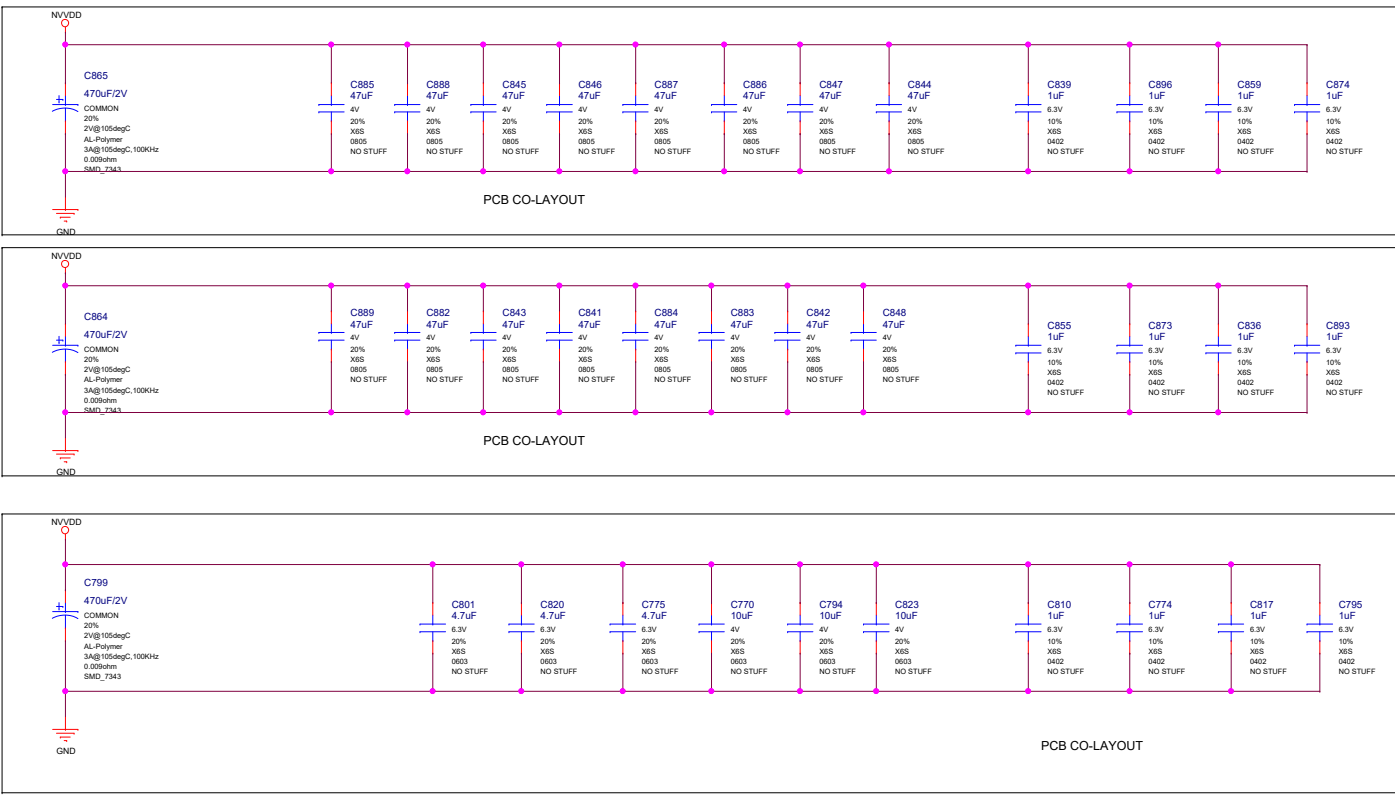 NVVDD
C865
470uF/2V
COMMON
20%
2V@105degC
AL-Polymer
3A@105degC,100KHz
0.009ohm
SMD_7343
GND
C885
47uF
4V
20%
X6S
0805
NO STUFF
C888
47uF
4V
20%
X6S
0805
NO STUFF
C845
47uF
4V
20%
X6S
0805
NO STUFF
C846
47uF
4V
20%
X6S
0805
NO STUFF
C887
47uF
4V
20%
X6S
0805
NO STUFF
C886
47uF
4V
20%
X6S
0805
NO STUFF
C847
47uF
4V
20%
X6S
0805
NO STUFF
C844
47uF
4V
20%
X6S
0805
NO STUFF
C839
1uF
6.3V
10%
X6S
0402
NO STUFF
C896
1uF
6.3V
10%
X6S
0402
NO STUFF
C859
1uF
6.3V
10%
X6S
0402
NO STUFF
C874
1uF
6.3V
10%
X6S
0402
NO STUFF
PCB CO-LAYOUT
NVVDD
C864
470uF/2V
COMMON
20%
2V@105degC
AL-Polymer
3A@105degC,100KHz
0.009ohm
SMD_7343
GND
C889
47uF
4V
20%
X6S
0805
NO STUFF
C882
47uF
4V
20%
X6S
0805
NO STUFF
C843
47uF
4V
20%
X6S
0805
NO STUFF
C841
47uF
4V
20%
X6S
0805
NO STUFF
C884
47uF
4V
20%
X6S
0805
NO STUFF
C883
47uF
4V
20%
X6S
0805
NO STUFF
C842
47uF
4V
20%
X6S
0805
NO STUFF
C848
47uF
4V
20%
X6S
0805
NO STUFF
C855
1uF
6.3V
10%
X6S
0402
NO STUFF
C873
1uF
6.3V
10%
X6S
0402
NO STUFF
C836
1uF
6.3V
10%
X6S
0402
NO STUFF
C893
1uF
6.3V
10%
X6S
0402
NO STUFF
PCB CO-LAYOUT
NVVDD
C799
470uF/2V
COMMON
20%
2V@105degC
AL-Polymer
3A@105degC,100KHz
0.009ohm
SMD_7343
GND
C801
4.7uF
6.3V
20%
X6S
0603
NO STUFF
C820
4.7uF
6.3V
20%
X6S
0603
NO STUFF
C775
4.7uF
6.3V
20%
X6S
0603
NO STUFF
C770
10uF
4V
20%
X6S
0603
NO STUFF
C794
10uF
4V
20%
X6S
0603
NO STUFF
C823
10uF
4V
20%
X6S
0603
NO STUFF
C810
1uF
6.3V
10%
X6S
0402
NO STUFF
C774
1uF
6.3V
10%
X6S
0402
NO STUFF
C817
1uF
6.3V
10%
X6S
0402
NO STUFF
C795
1uF
6.3V
10%
X6S
0402
NO STUFF
PCB CO-LAYOUT